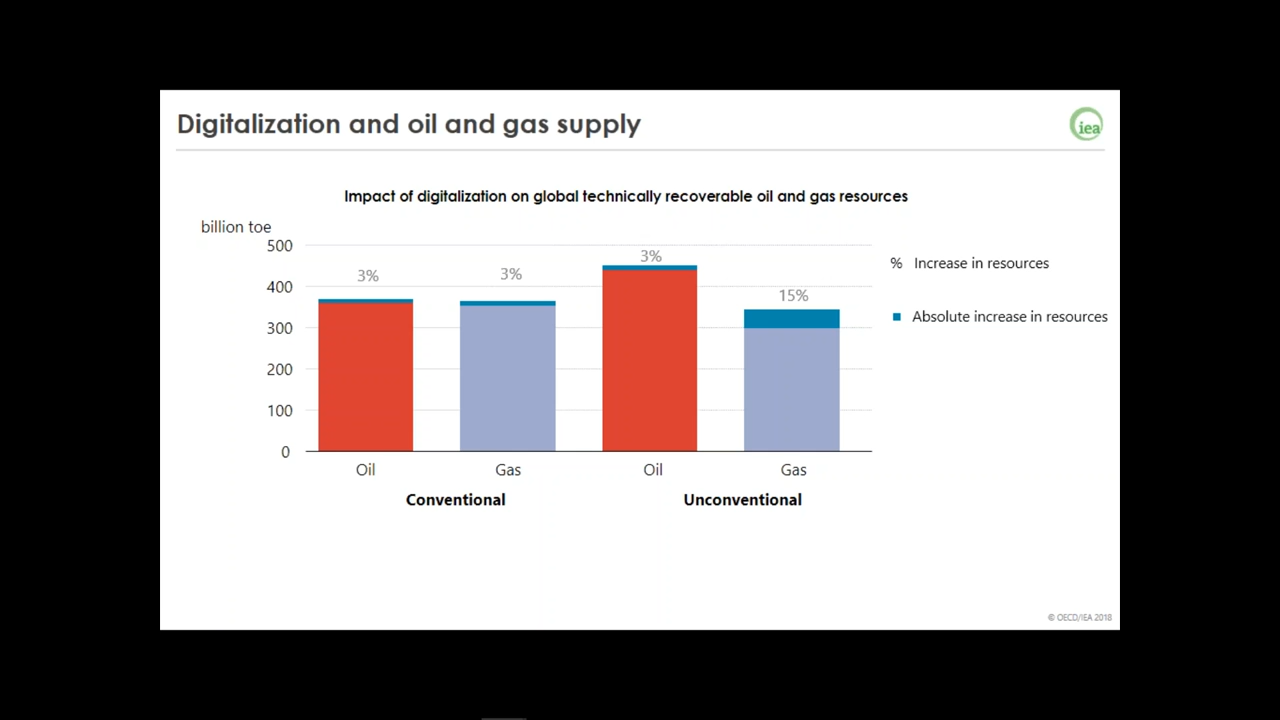 Digitalization and oil and gas supply
iea
Impact of digitalization on global technically recoverable oil and gas resources
billion toe
500
400
300
200
100
0
3%
3%
3%
15%
% Increase in resources
Absolute increase in resources
Oil Gas Oil Gas
Conventional Unconventional
© OECD/IEA 2018